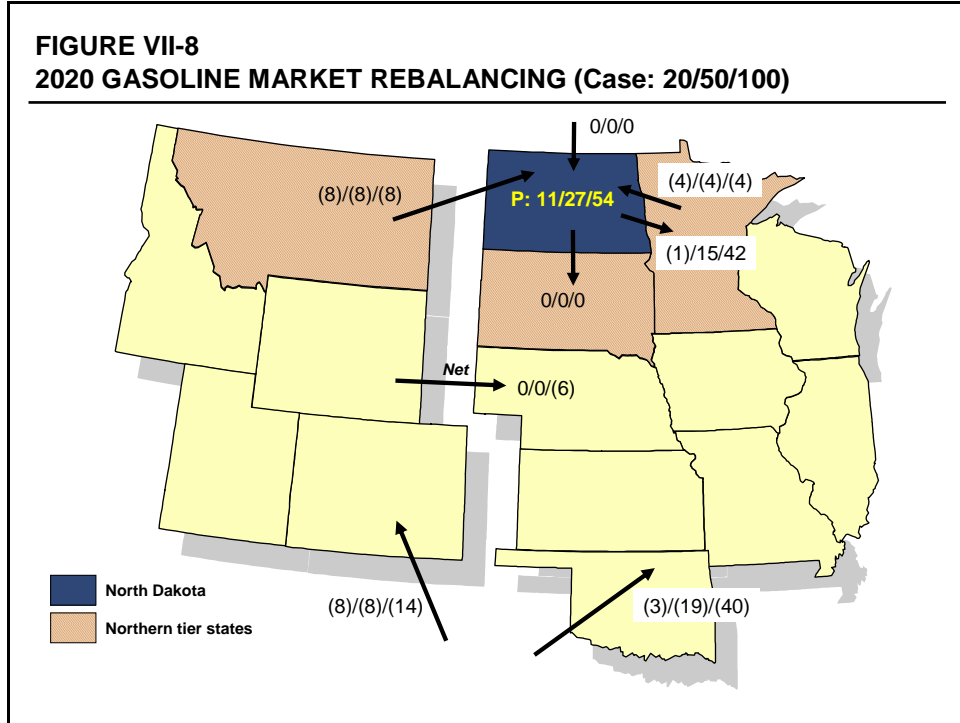 FIGURE VII-8
2020 GASOLINE MARKET REBALANCING (Case: 20/50/100)
0/0/0
(8)/(8)/(8)
(4)/(4)/(4)
P: 11/27/54
(1)/15/42
0/0/0
Net
0/0/(6)
North Dakota
(8)/(8)/(14)
(3)/(19)/(40)
Northern tier states